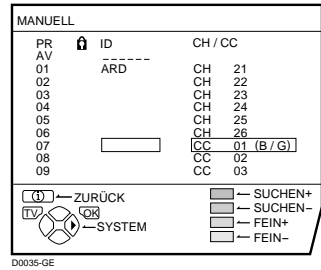 MANUELL
PR ID CH / CC
AV _ _ _ _ _ _
01 ARD CH 21
02 CH 22
03 CH 23
04 CH 24
05 CH 25
06 CH 26
07 CC 01 (B / G)
08 CC 02
09 CC 03
ZURÜCK
TV OK
SYSTEM
SUCHEN+
SUCHEN−
FEIN+
FEIN−
D0035-GE